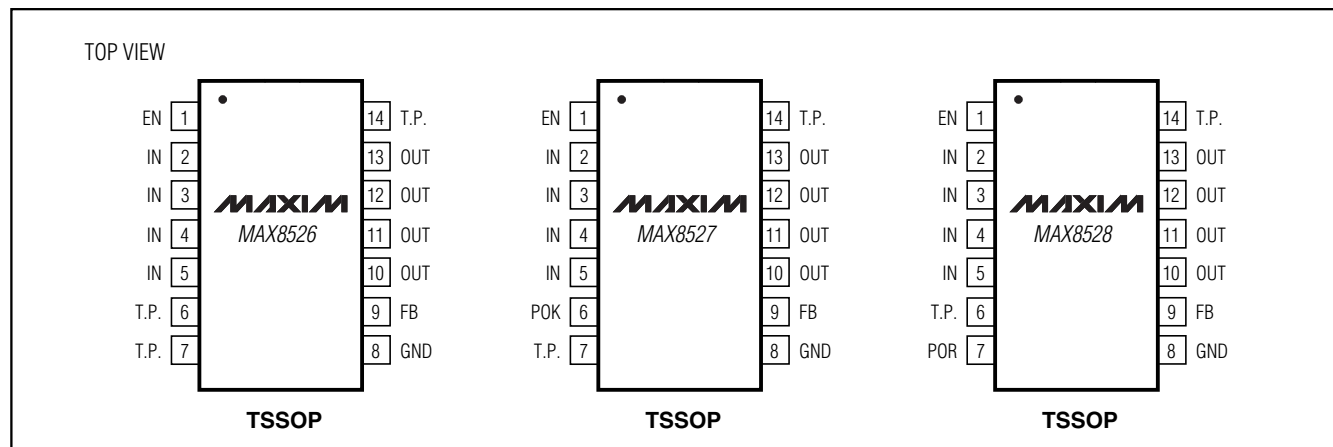 TOP VIEW
EN 1
IN 2
IN 3
IN 4
IN 5
T.P. 6
T.P. 7
14 T.P.
13 OUT
12 OUT
11 OUT
10 OUT
9 FB
8 GND
MAXIM
MAX8526
TSSOP
EN 1
IN 2
IN 3
IN 4
IN 5
POK 6
T.P. 7
14 T.P.
13 OUT
12 OUT
11 OUT
10 OUT
9 FB
8 GND
MAXIM
MAX8527
TSSOP
EN 1
IN 2
IN 3
IN 4
IN 5
T.P. 6
POR 7
14 T.P.
13 OUT
12 OUT
11 OUT
10 OUT
9 FB
8 GND
MAXIM
MAX8528
TSSOP